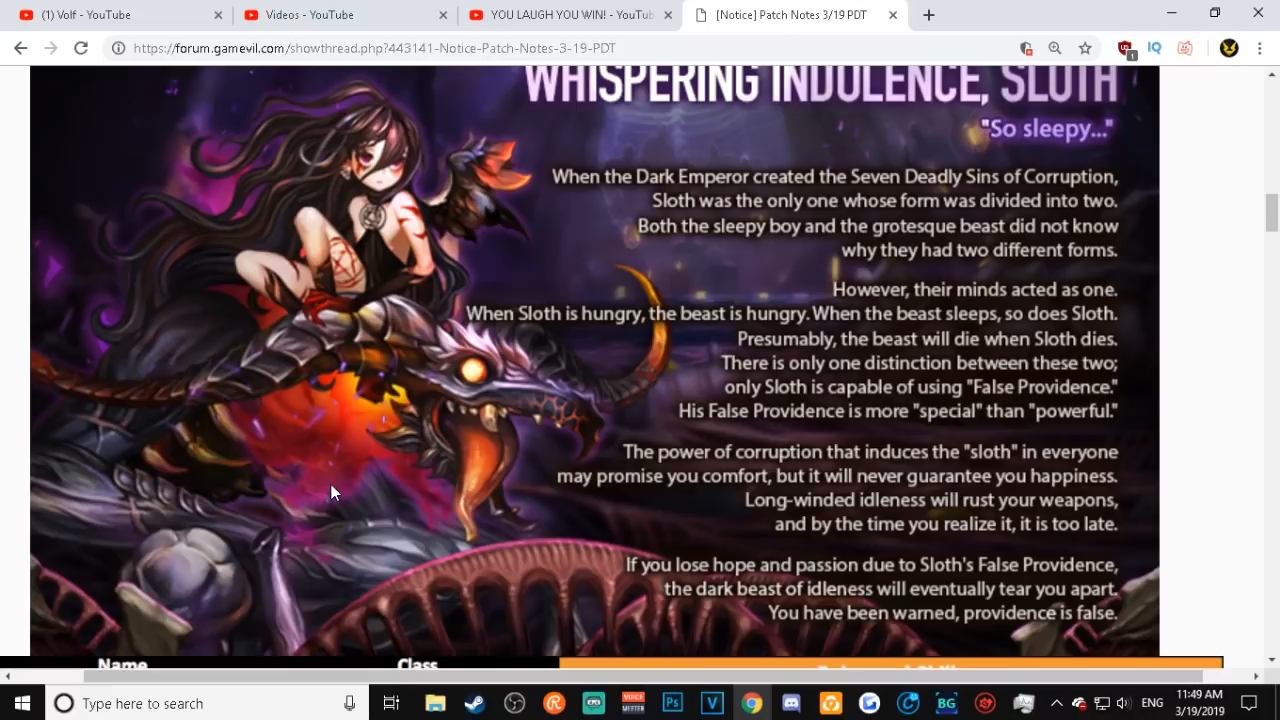 (1) Volf - YouTube
Videos - YouTube
YOU LAUGH YOU WIN! - YouTub
[Notice] Patch Notes 3/19 PDT
https://forum.gamevil.com/showthread.php?443141-Notice-Patch-Notes-3-19-PDT
WHISPERING INDOLENCE, SLOTH
"So sleepy..."
When the Dark Emperor created the Seven Deadly Sins of Corruption,
Sloth was the only one whose form was divided into two.
Both the sleepy boy and the grotesque beast did not know
why they had two different forms.
However, their minds acted as one.
When Sloth is hungry, the beast is hungry. When the beast sleeps, so does Sloth.
Presumably, the beast will die when Sloth dies.
There is only one distinction between these two;
only Sloth is capable of using "False Providence."
His False Providence is more "special" than "powerful."
The power of corruption that induces the "sloth" in everyone
may promise you comfort, but it will never guarantee you happiness.
Long-winded idleness will rust your weapons,
and by the time you realize it, it is too late.
If you lose hope and passion due to Sloth's False Providence,
the dark beast of idleness will eventually tear you apart.
You have been warned, providence is false.
Name Class
Type here to search
ENG
11:49 AM
3/19/2019